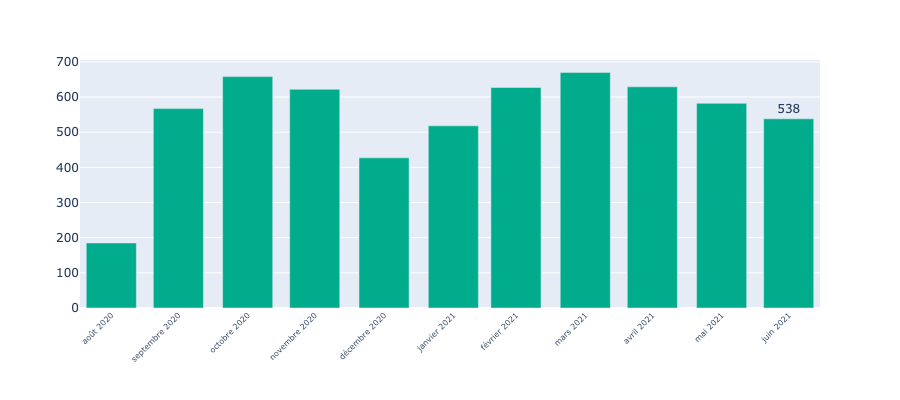 700
600
500
400
300
200
100
0
538
août 2020
septembre 2020
octobre 2020
novembre 2020
décembre 2020
janvier 2021
février 2021
mars 2021
avril 2021
mai 2021
juin 2021